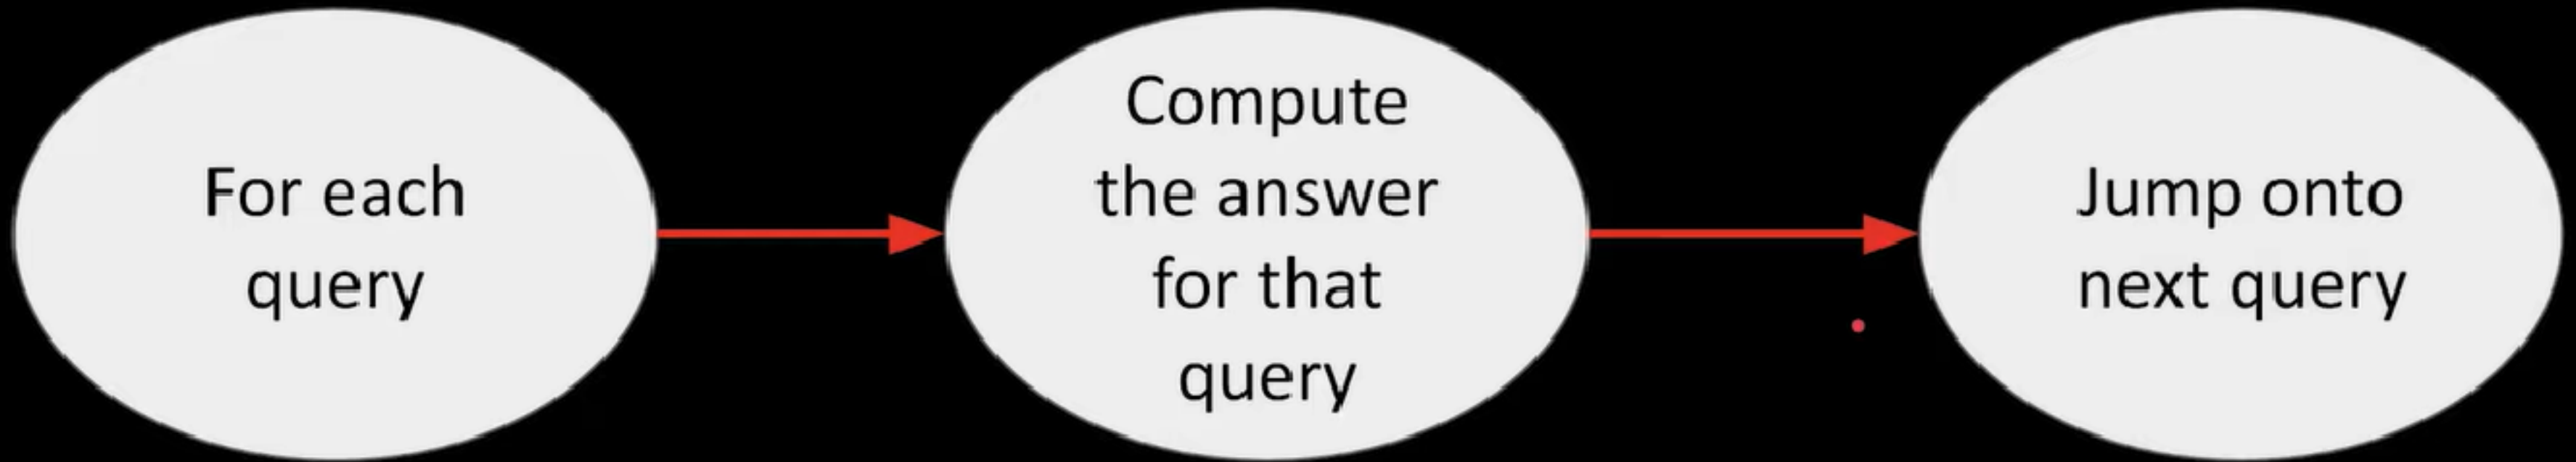 For each
query
Compute
the answer
for that
query
Jump onto
next query